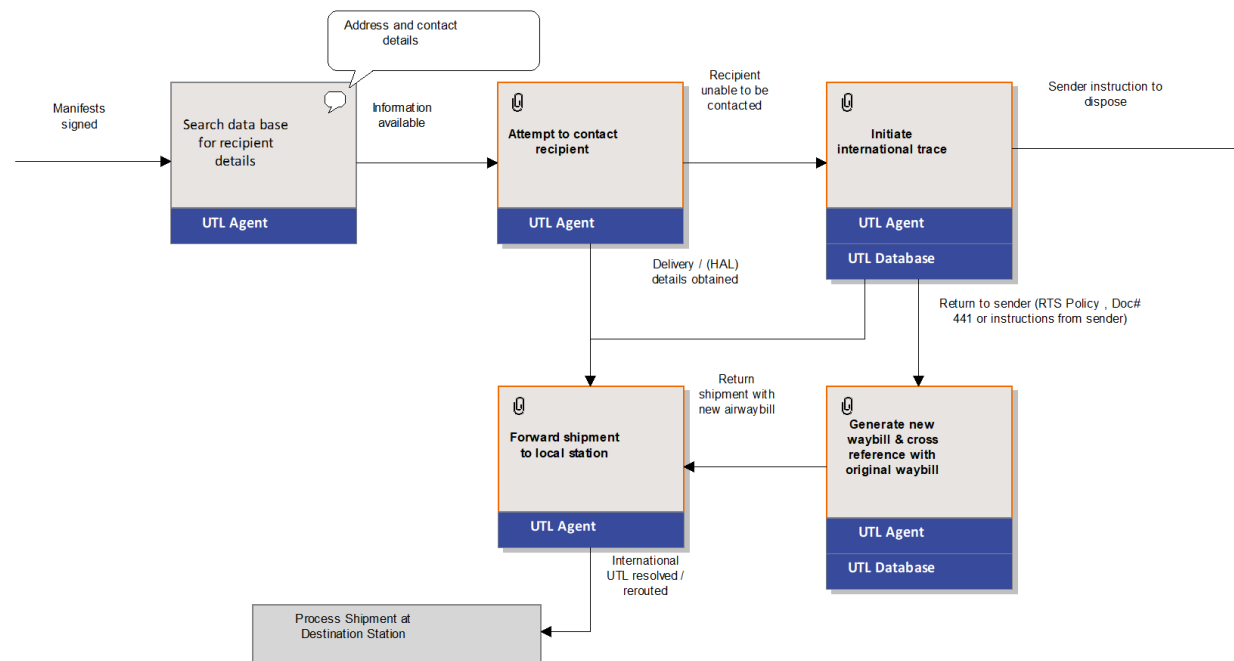 Address and contact
details
Manifests
signed
Search data base
for recipient
details
UTL Agent
Information
available
Attempt to contact
recipient
UTL Agent
Recipient
unable to be
contacted
Initiate
international trace
UTL Agent
UTL Database
Sender instruction to
dispose
Delivery / (HAL)
details obtained
Return to sender (RTS Policy , Doc#
441 or instructions from sender)
Forward shipment
to local station
UTL Agent
Return
shipment with
new airwaybill
Generate new
waybill & cross
reference with
original waybill
UTL Agent
UTL Database
International
UTL resolved /
rerouted
Process Shipment at
Destination Station